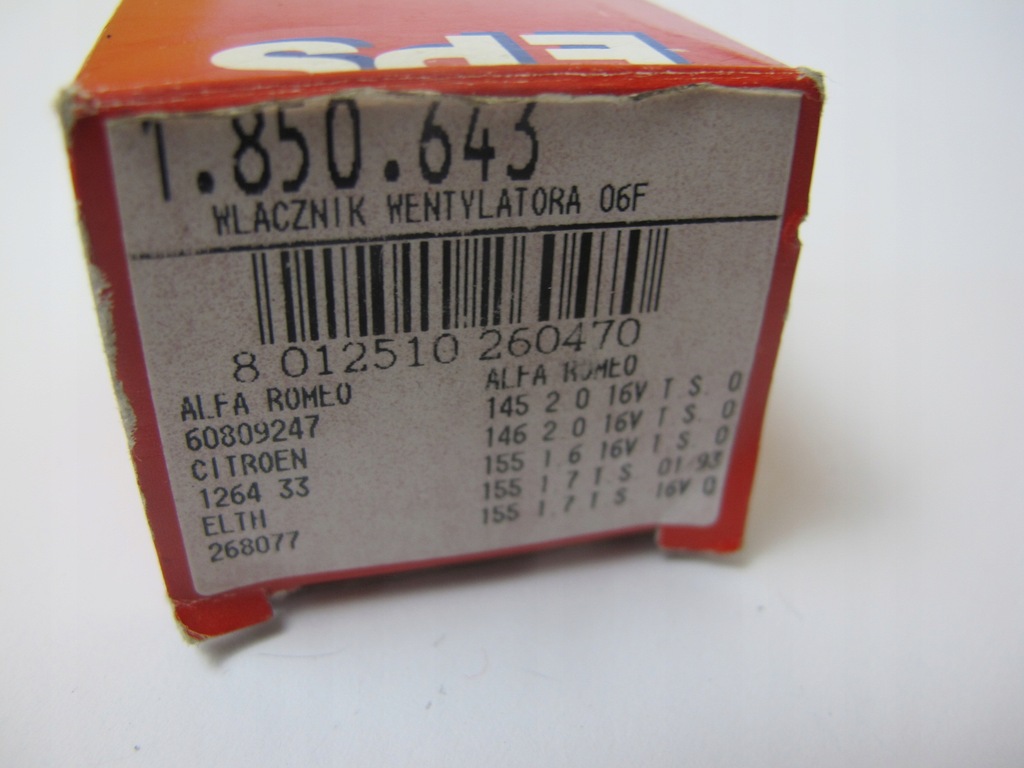 EPS
1.850.643
WLACZNIK WENTYLATORA 06F
8 012510 260470
ALFA ROMEO
60809247
CITROEN
1264 33
ELTH
268077
ALFA ROMEO
145 2 0 16V T S. 0
146 2 0 16V T S. 0
155 1 6 16V T S. 0
155 1 7 T S 01/93
155 1.7 T S 16V 0